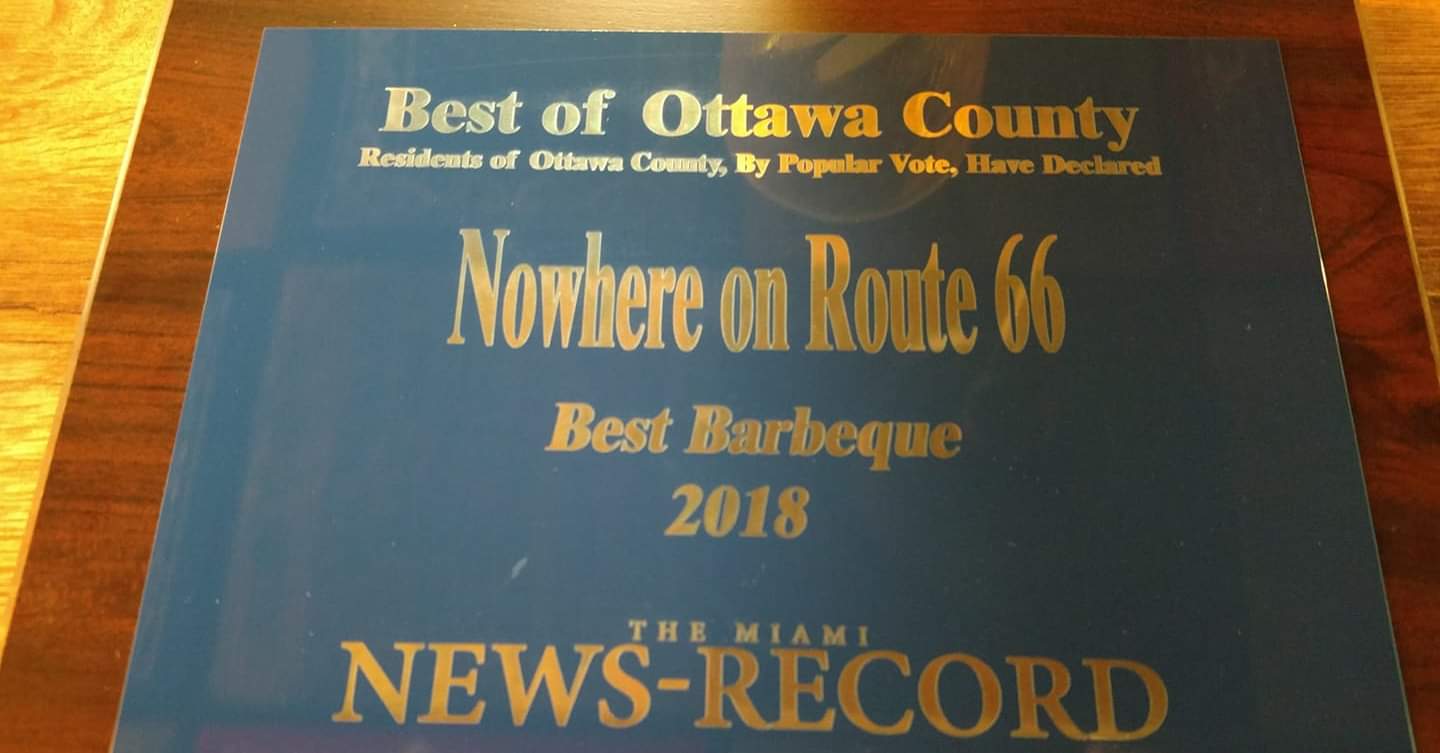 Best of Ottawa County
Residents of Ottawa County, By Popular Vote, Have Declared
Nowhere on Route 66
Best Barbeque
2018
THE MIAMI
NEWS-RECORD